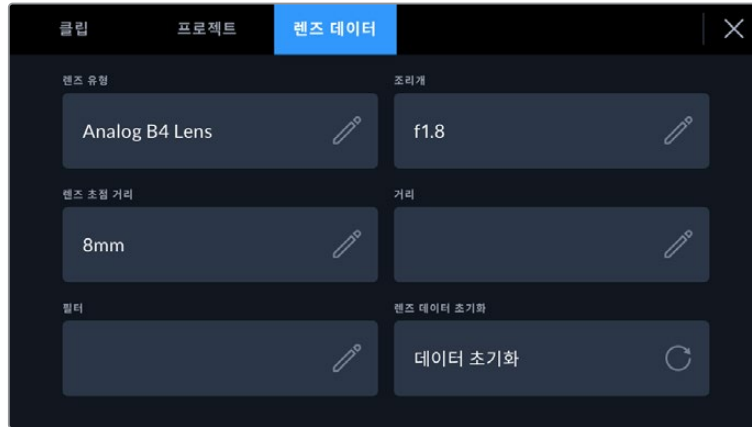 클립
프로젝트
렌즈 데이터
렌즈 유형
조리개
Analog B4 Lens
f1.8
렌즈 초점 거리
거리
8mm
필터
렌즈 데이터 초기화
데이터 초기화